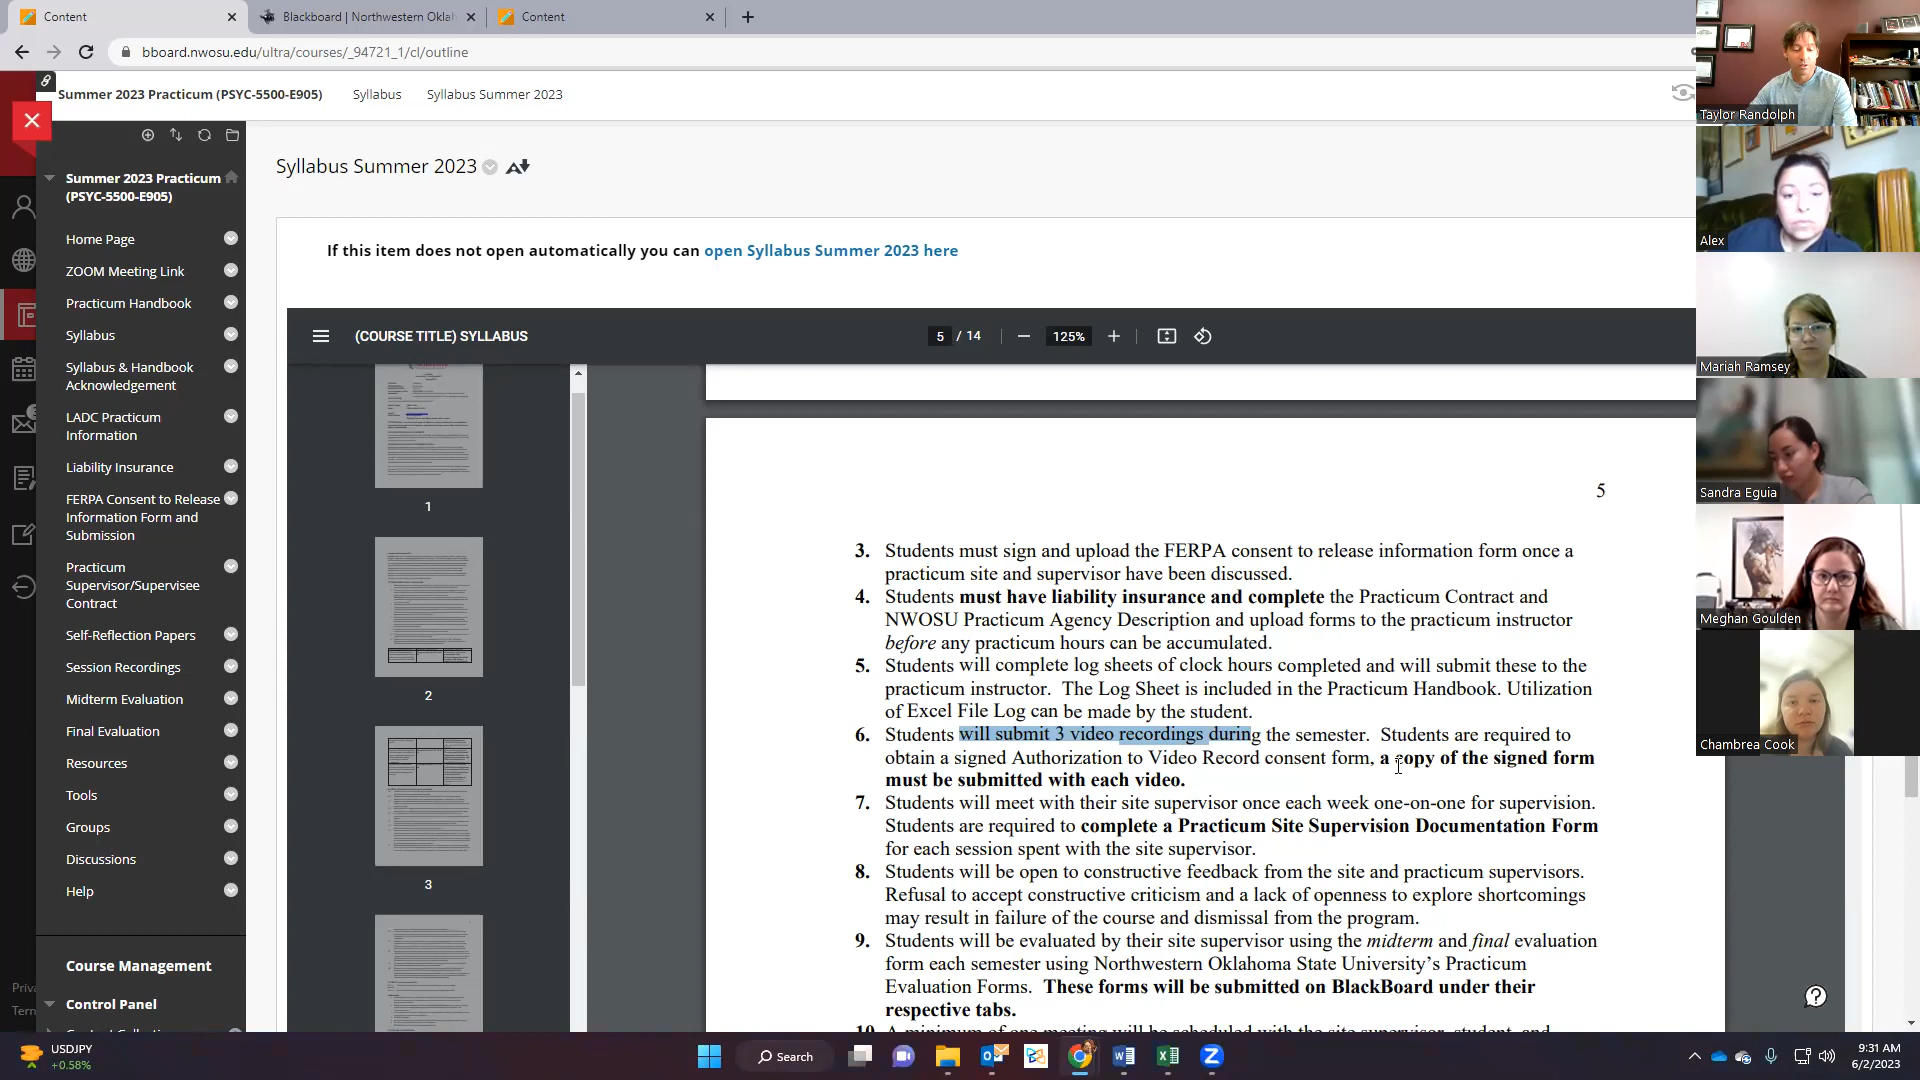 Content
Blackboard | Northwestern Okla
Content
bboard.nwosu.edu/ultra/courses/_94721_1/cl/outline
Summer 2023 Practicum (PSYC-5500-E905)
Syllabus
Syllabus Summer 2023
Summer 2023 Practicum
(PSYC-5500-E905)
Home Page
ZOOM Meeting Link
Practicum Handbook
Syllabus
Syllabus & Handbook
Acknowledgement
LADC Practicum
Information
Liability Insurance
FERPA Consent to Release
Information Form and
Submission
Practicum
Supervisor/Supervisee
Contract
Self-Reflection Papers
Session Recordings
Midterm Evaluation
Final Evaluation
Resources
Tools
Groups
Discussions
Help
Course Management
Control Panel
Priva
Term
Syllabus Summer 2023
If this item does not open automatically you can open Syllabus Summer 2023 here
(COURSE TITLE) SYLLABUS
5 / 14
125%
1
2
3
5
3. Students must sign and upload the FERPA consent to release information form once a
practicum site and supervisor have been discussed.
4. Students must have liability insurance and complete the Practicum Contract and
NWOSU Practicum Agency Description and upload forms to the practicum instructor
before any practicum hours can be accumulated.
5. Students will complete log sheets of clock hours completed and will submit these to the
practicum instructor. The Log Sheet is included in the Practicum Handbook. Utilization
of Excel File Log can be made by the student.
6. Students will submit 3 video recordings during the semester. Students are required to
obtain a signed Authorization to Video Record consent form, a copy of the signed form
must be submitted with each video.
7. Students will meet with their site supervisor once each week one-on-one for supervision.
Students are required to complete a Practicum Site Supervision Documentation Form
for each session spent with the site supervisor.
8. Students will be open to constructive feedback from the site and practicum supervisors.
Refusal to accept constructive criticism and a lack of openness to explore shortcomings
may result in failure of the course and dismissal from the program.
9. Students will be evaluated by their site supervisor using the midterm and final evaluation
form each semester using Northwestern Oklahoma State University's Practicum
Evaluation Forms. These forms will be submitted on BlackBoard under their
respective tabs.
10. A minimum of one meeting will be scheduled with the site supervisor, student, and
Taylor Randolph
Alex
Mariah Ramsey
Sandra Eguia
Meghan Goulden
Chambrea Cook
USDJPY
+0.58%
Search
9:31 AM
6/2/2023